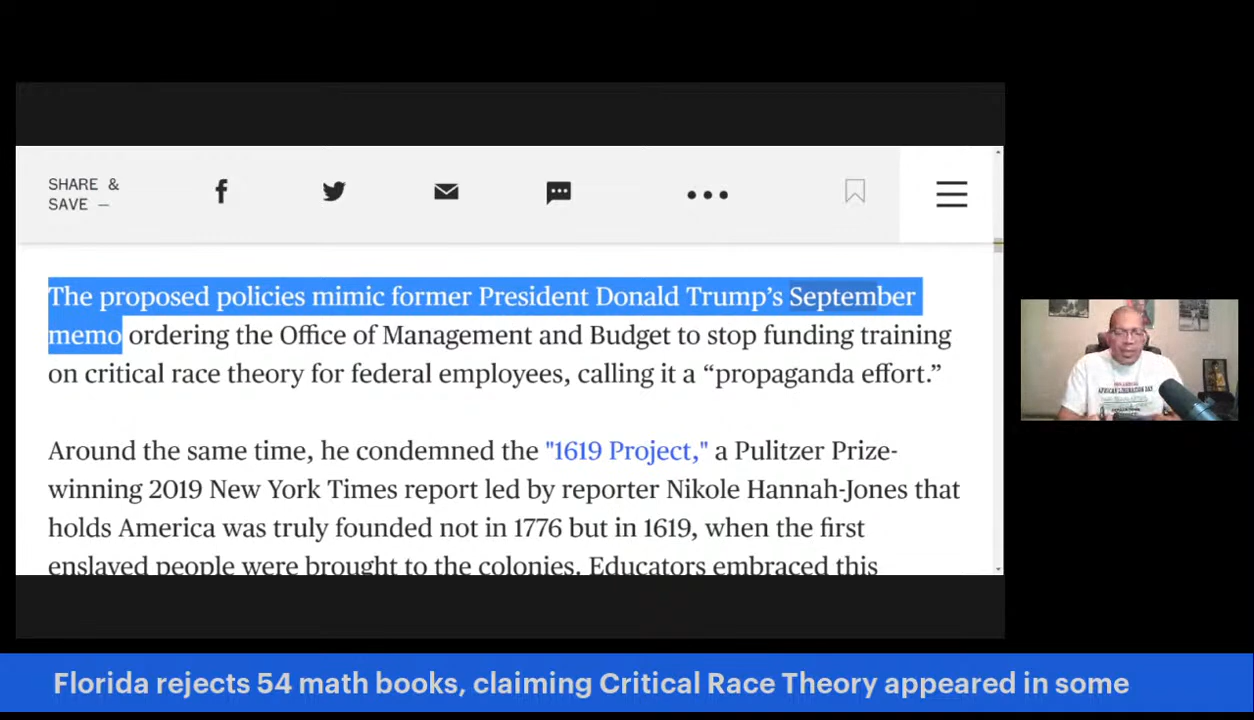 SHARE &
SAVE —
The proposed policies mimic former President Donald Trump's September
memo ordering the Office of Management and Budget to stop funding training
on critical race theory for federal employees, calling it a “propaganda effort.”
Around the same time, he condemned the "1619 Project," a Pulitzer Prize-
winning 2019 New York Times report led by reporter Nikole Hannah-Jones that
holds America was truly founded not in 1776 but in 1619, when the first
enslaved people were brought to the colonies. Educators embraced this
AFRICAN LIBERATION DAY
Florida rejects 54 math books, claiming Critical Race Theory appeared in some